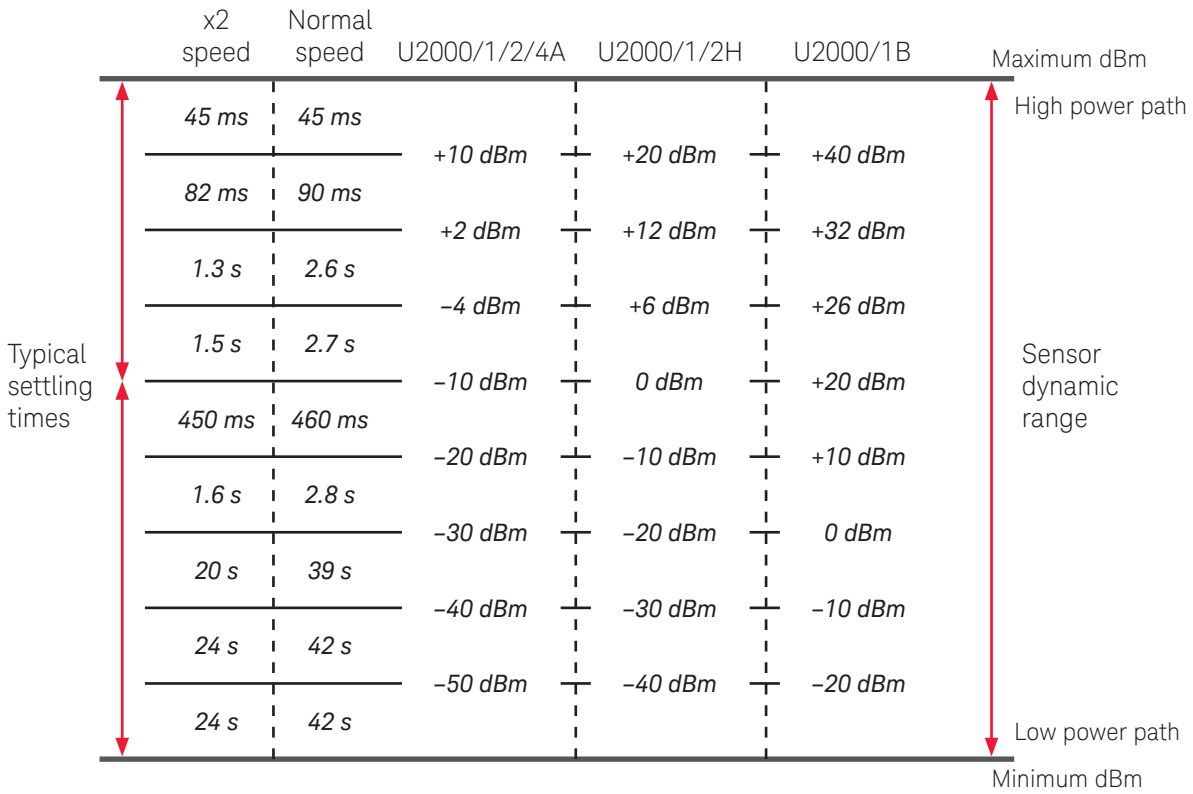 x2 speed Normal speed U2000/1/2/4A U2000/1/2H U2000/1B Maximum dBm
High power path
45 ms 45 ms
+10 dBm +20 dBm +40 dBm
82 ms 90 ms
+2 dBm +12 dBm +32 dBm
1.3 s 2.6 s
−4 dBm +6 dBm +26 dBm
1.5 s 2.7 s
Typical
settling
times
Sensor
dynamic
range
−10 dBm 0 dBm +20 dBm
450 ms 460 ms
−20 dBm −10 dBm +10 dBm
1.6 s 2.8 s
−30 dBm −20 dBm 0 dBm
20 s 39 s
−40 dBm −30 dBm −10 dBm
24 s 42 s
−50 dBm −40 dBm −20 dBm
24 s 42 s
Low power path
Minimum dBm